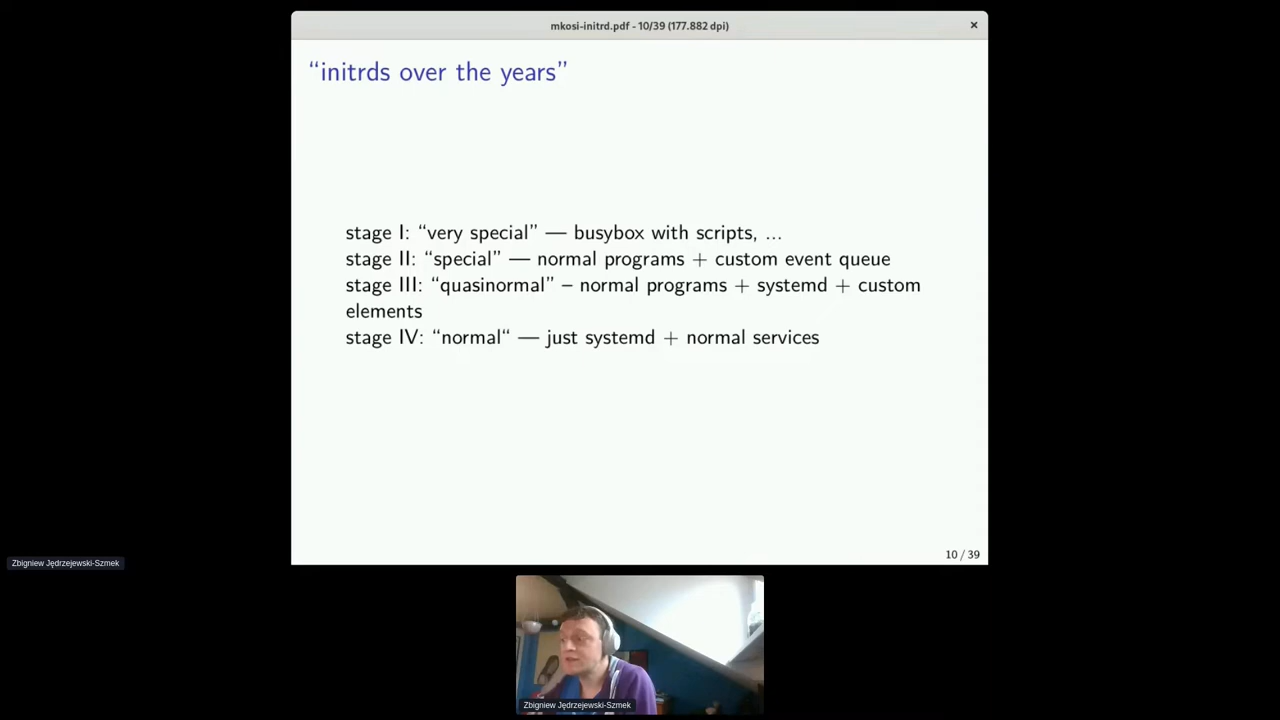 mkosi-initrd.pdf - 10/39 (177.882 dpi)
×
“initrds over the years”
stage I: “very special” — busybox with scripts, ...
stage II: “special” — normal programs + custom event queue
stage III: “quasinormal” – normal programs + systemd + custom
elements
stage IV: “normal“ — just systemd + normal services
10 / 39
Zbigniew Jędrzejewski-Szmek
Zbigniew Jędrzejewski-Szmek